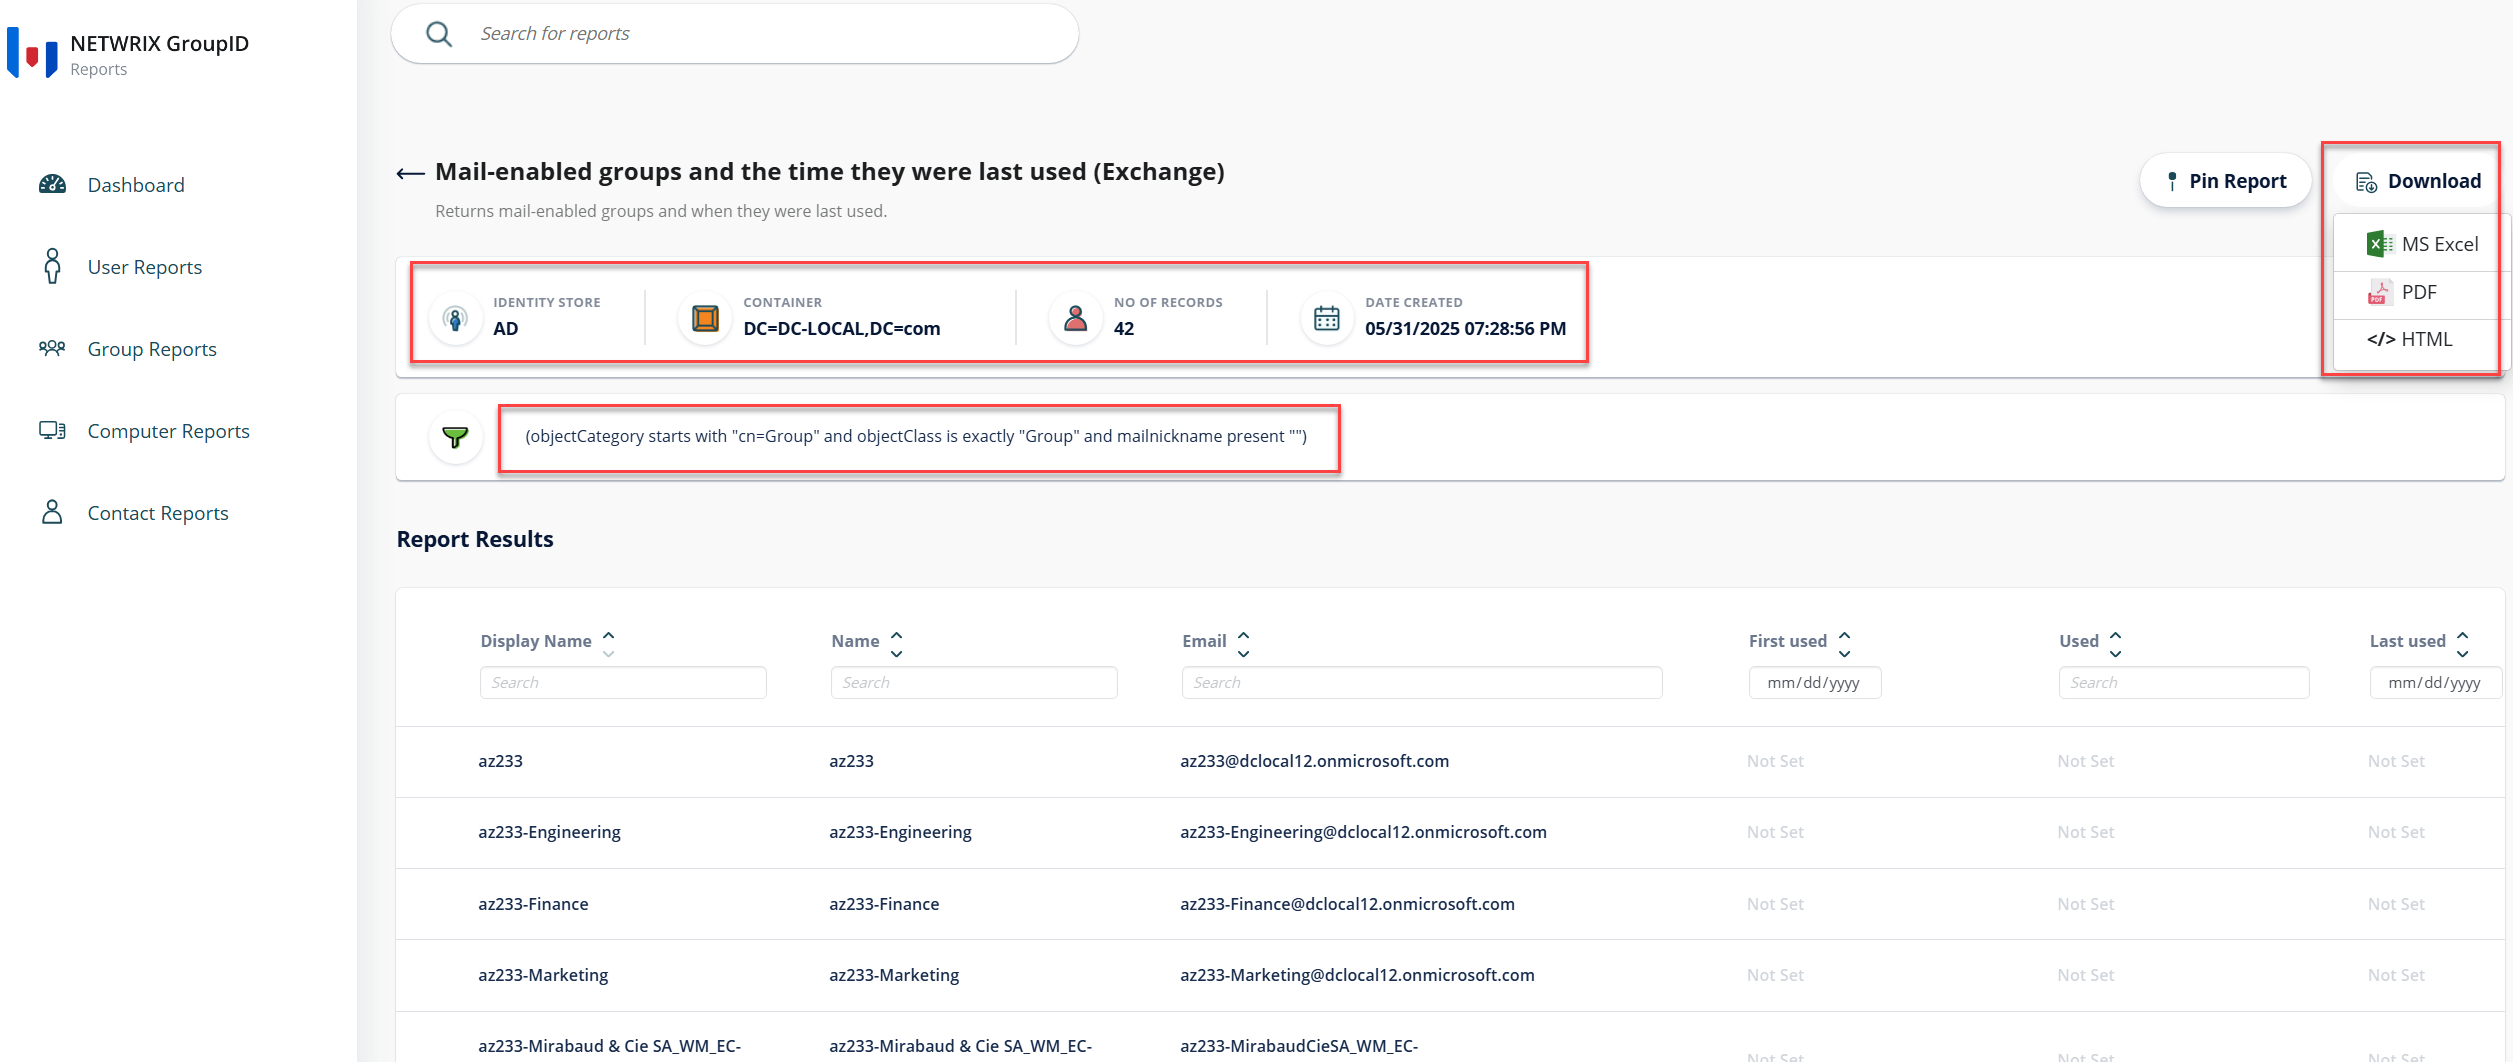 NETWRIX GroupID
Reports
Search for reports
Dashboard
User Reports
Group Reports
Computer Reports
Contact Reports
Mail-enabled groups and the time they were last used (Exchange)
Returns mail-enabled groups and when they were last used.
Pin Report
Download
MS Excel
PDF
</> HTML
IDENTITY STORE
AD
CONTAINER
DC=DC-LOCAL,DC=com
NO OF RECORDS
42
DATE CREATED
05/31/2025 07:28:56 PM
(objectCategory starts with "cn=Group" and objectClass is exactly "Group" and mailnickname present "")
Report Results
Display Name Name Email First used Used Last used
Search Search Search mm/dd/yyyy Search mm/dd/yyyy
az233 az233 az233@dclocal12.onmicrosoft.com Not Set Not Set Not Set
az233-Engineering az233-Engineering az233-Engineering@dclocal12.onmicrosoft.com Not Set Not Set Not Set
az233-Finance az233-Finance az233-Finance@dclocal12.onmicrosoft.com Not Set Not Set Not Set
az233-Marketing az233-Marketing az233-Marketing@dclocal12.onmicrosoft.com Not Set Not Set Not Set
az233-Mirabaud & Cie SA_WM_EC- az233-Mirabaud & Cie SA_WM_EC- az233-MirabaudCieSA_WM_EC- Not Set Not Set Not Set